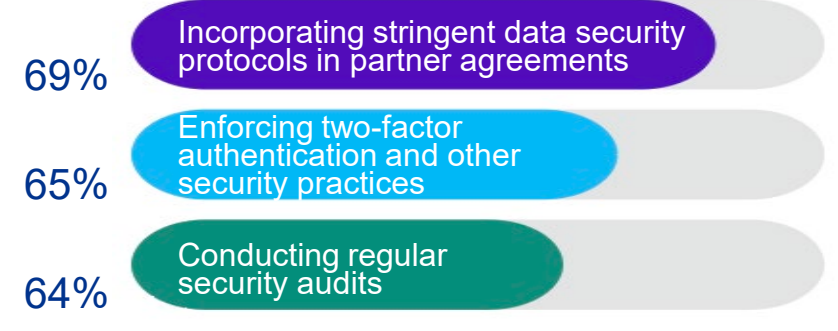 Incorporating stringent data security
protocols in partner agreements
69%
Enforcing two-factor
authentication and other
security practices
65%
Conducting regular
security audits
64%